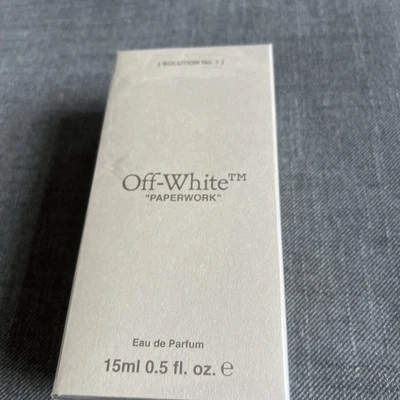 [ SOLUTION No. 1 ]
Off-White™
"PAPERWORK"
Eau de Parfum
15ml 0.5 fl. oz. ℮